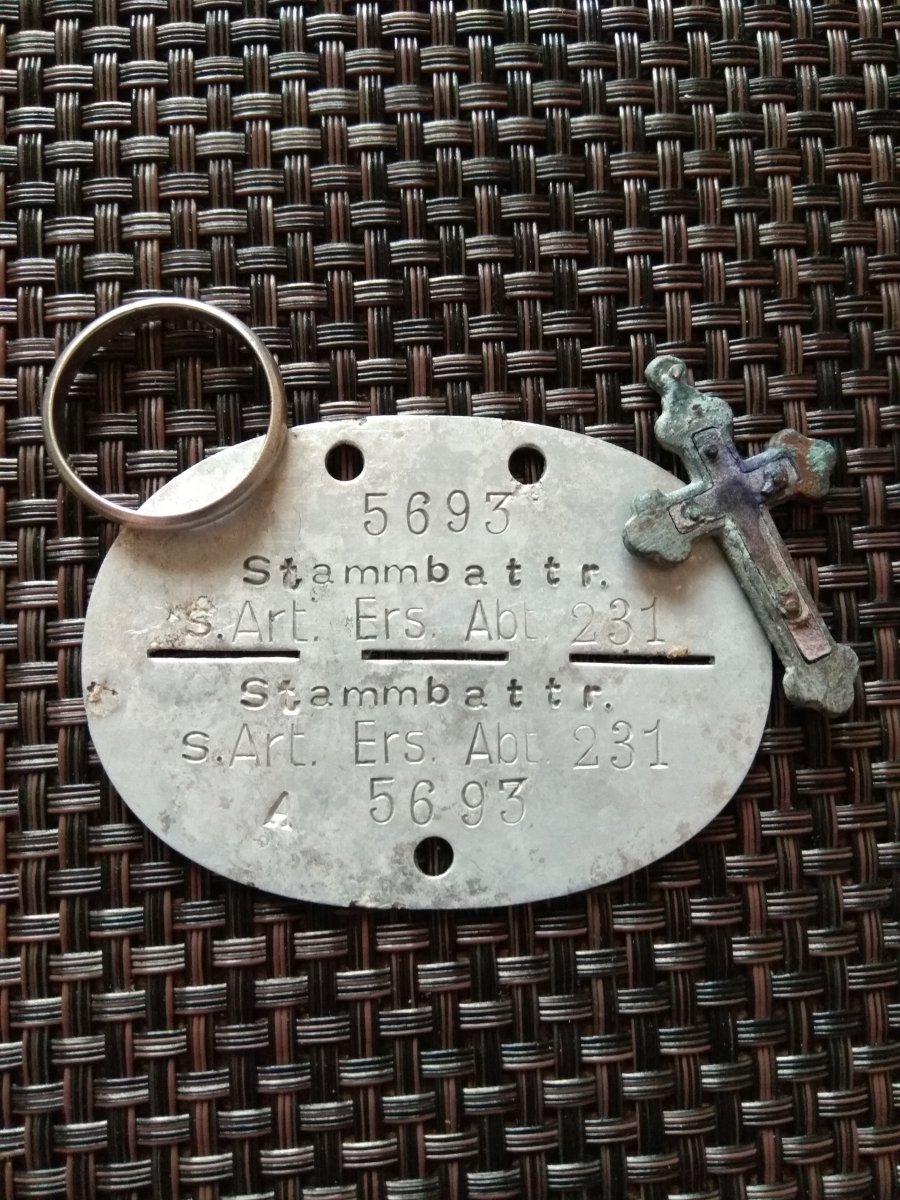 5693
Stammbattr.
s.Art. Ers. Abt. 231
Stammbattr.
s.Art. Ers. Abt. 231
A 5693